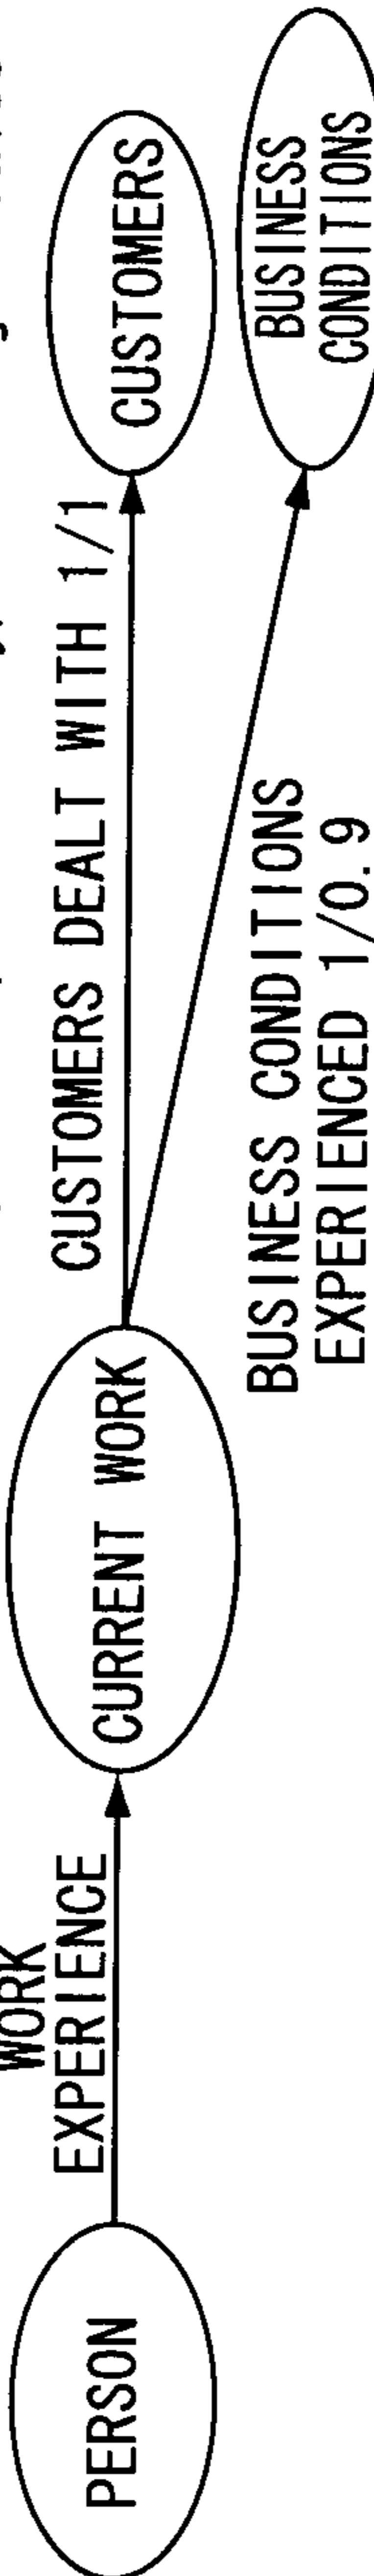 PERSON
WORK
EXPERIENCE
CURRENT WORK
CUSTOMERS DEALT WITH 1/1
CUSTOMERS
BUSINESS CONDITIONS
EXPERIENCED 1/0.9
BUSINESS
CONDITIONS